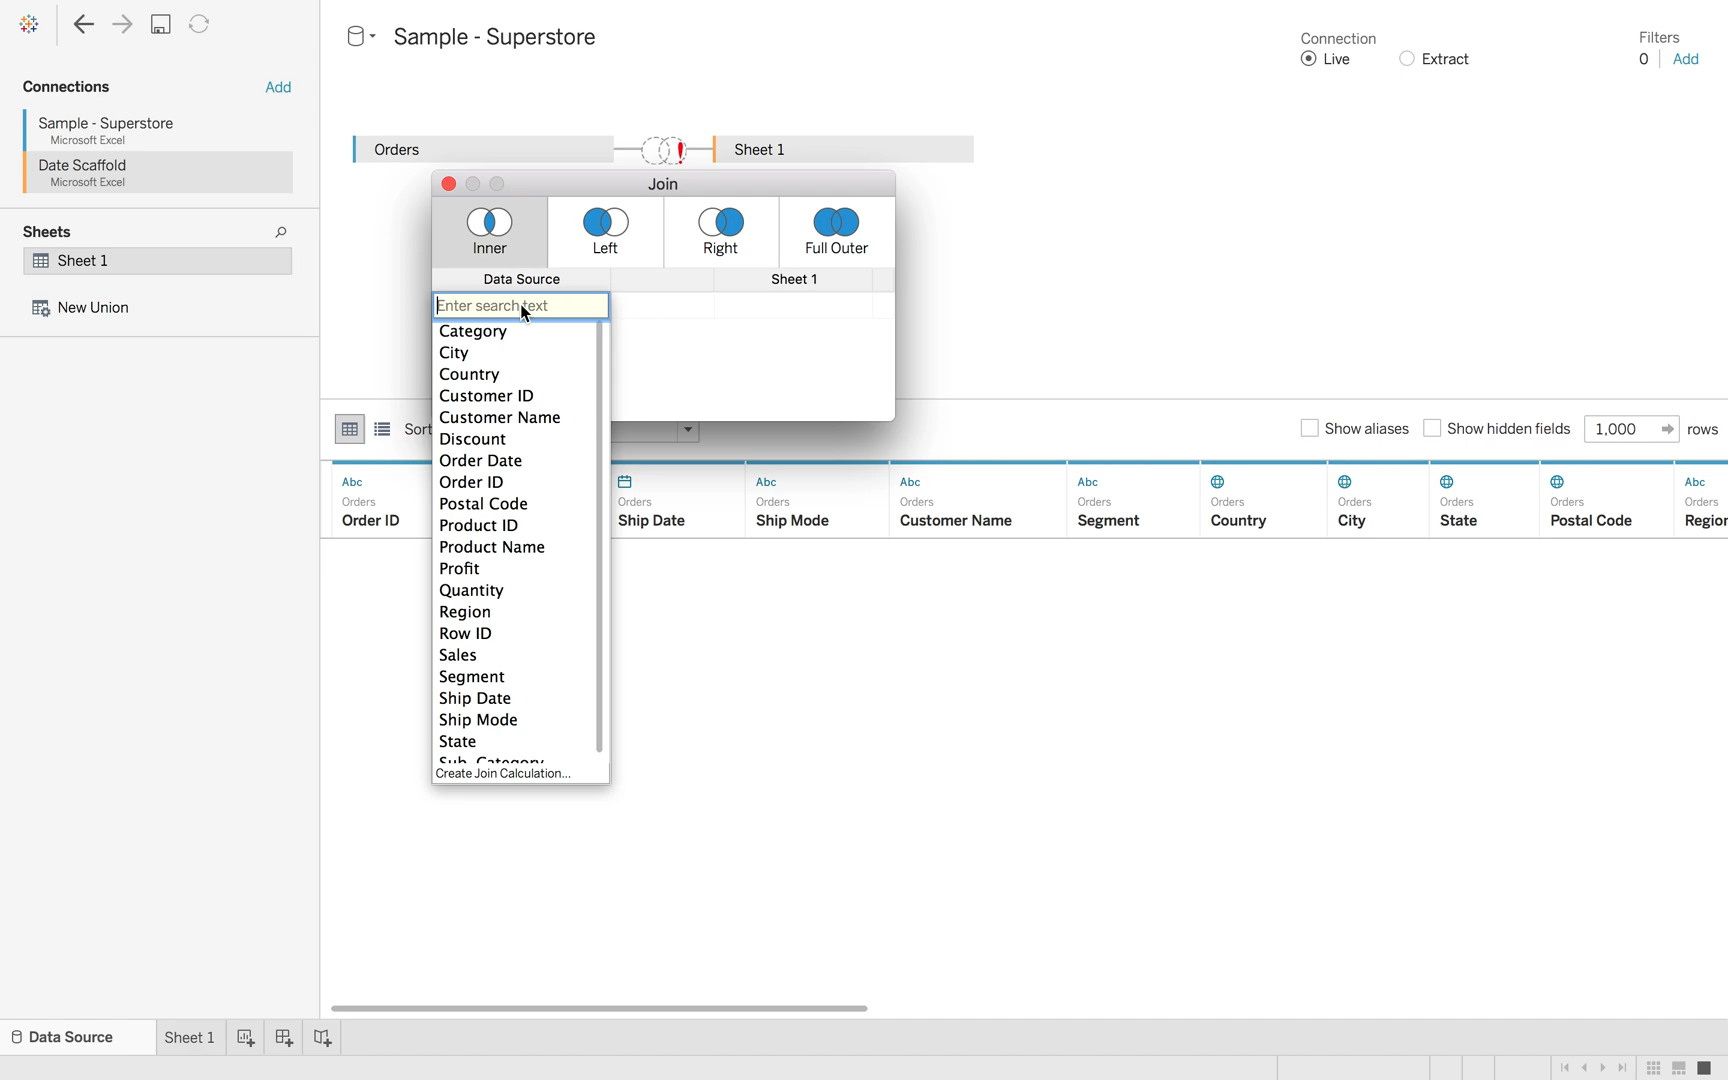 Sample - Superstore
Connection
Live
Extract
Filters
0
Add
Connections
Add
Sample - Superstore
Microsoft Excel
Date Scaffold
Microsoft Excel
Sheets
Sheet 1
New Union
Orders
Sheet 1
Join
Inner
Left
Right
Full Outer
Data Source
Sheet 1
Enter search text
Category
City
Country
Customer ID
Customer Name
Discount
Order Date
Order ID
Postal Code
Product ID
Product Name
Profit
Quantity
Region
Row ID
Sales
Segment
Ship Date
Ship Mode
State
Sub-Category
Create Join Calculation...
Sort
Show aliases
Show hidden fields
1,000
rows
Abc
Orders
Order ID
Orders
Ship Date
Abc
Orders
Ship Mode
Abc
Orders
Customer Name
Abc
Orders
Segment
Orders
Country
Orders
City
Orders
State
Orders
Postal Code
Abc
Orders
Region
Data Source
Sheet 1